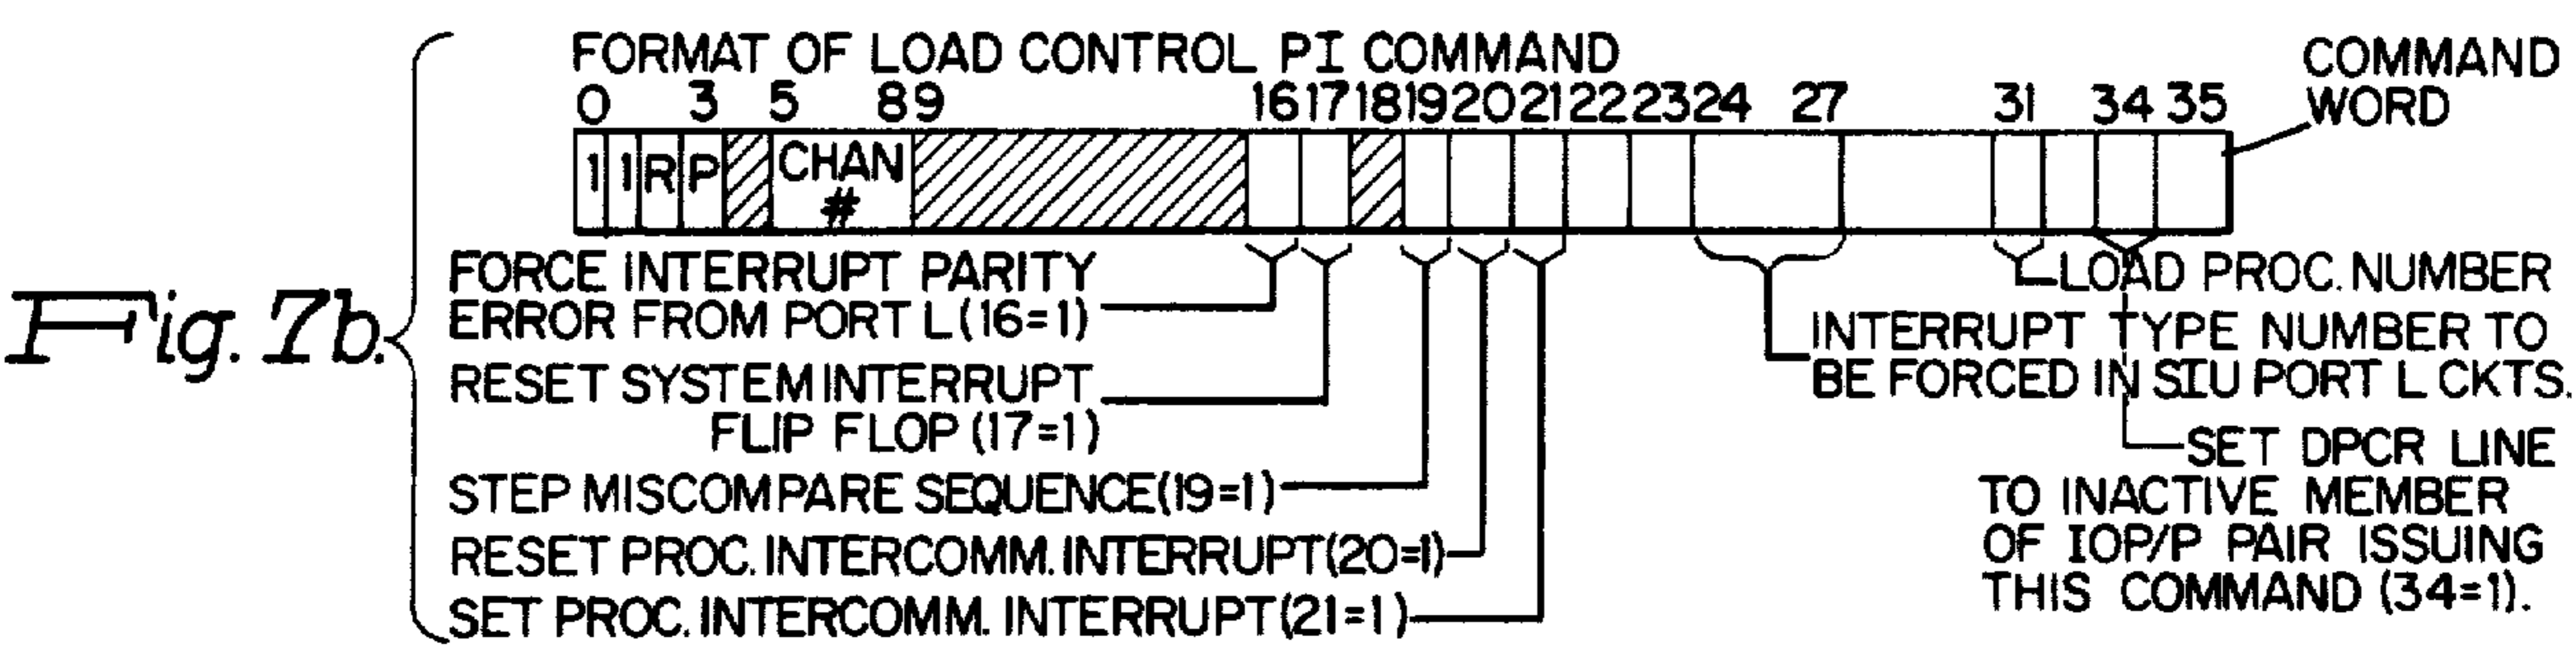 FORMAT OF LOAD CONTROL PI COMMAND
COMMAND
WORD
0 3 5 89 16 17 18 19 20 21 22 23 24 27 31 34 35
1 1 R P CHAN
#
FORCE INTERRUPT PARITY
ERROR FROM PORT L (16=1)
RESET SYSTEM INTERRUPT
FLIP FLOP (17=1)
STEP MISCOMPARE SEQUENCE (19=1)
RESET PROC. INTERCOMM. INTERRUPT (20=1)
SET PROC. INTERCOMM. INTERRUPT (21=1)
LOAD PROC. NUMBER
INTERRUPT TYPE NUMBER TO
BE FORCED IN SIU PORT L CKTS.
SET DPCR LINE
TO INACTIVE MEMBER
OF IOP/P PAIR ISSUING
THIS COMMAND (34=1).
Fig. 7b.